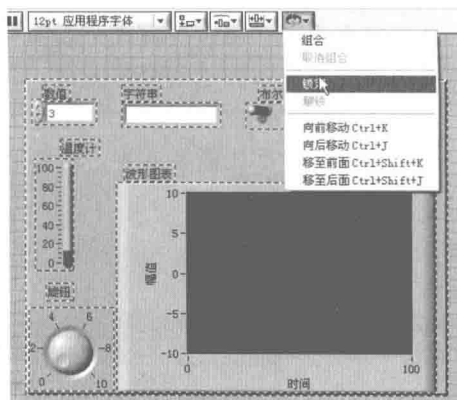 12pt 应用程序字体
组合
取消组合
锁定
解锁
向前移动 Ctrl+K
向后移动 Ctrl+J
移至前面 Ctrl+Shift+K
移至后面 Ctrl+Shift+J
数值
字符串
布尔
3
温度计
100
80
60
40
20
0
波形图表
10
5
0
-5
-10
幅值
0
100
时间
旋钮
0
2
4
6
8
10